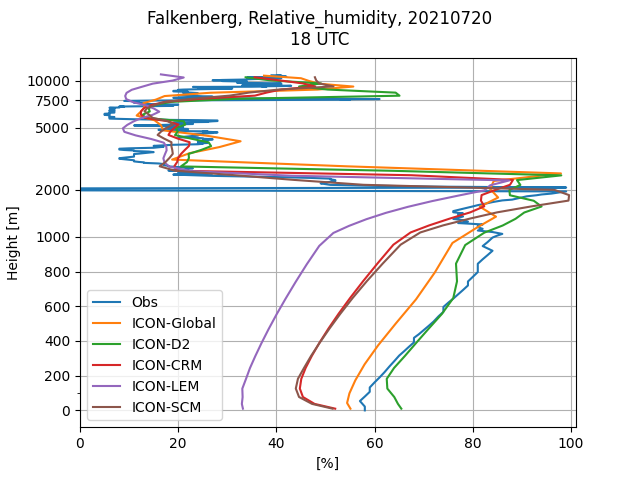 Falkenberg, Relative_humidity, 20210720
18 UTC
10000
7500
5000
2000
1000
800
600
400
200
0
Height [m]
Obs
ICON-Global
ICON-D2
ICON-CRM
ICON-LEM
ICON-SCM
0 20 40 60 80 100
[%]